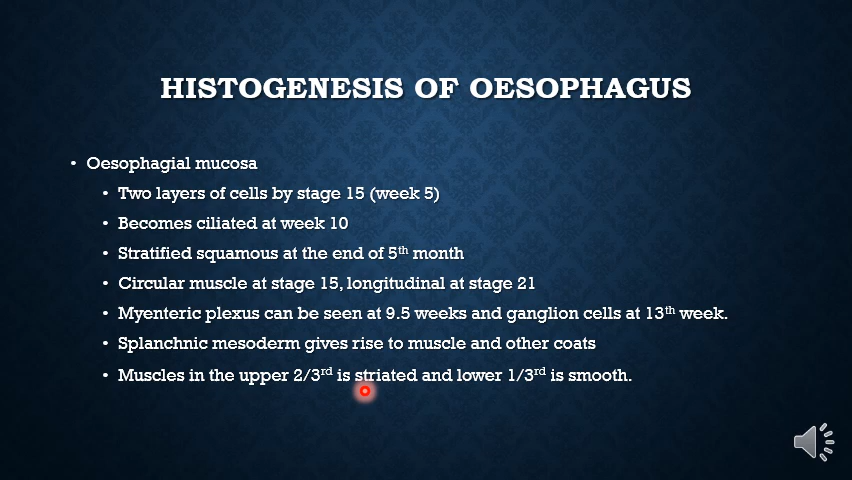 HISTOGENESIS OF OESOPHAGUS
• Oesophagial mucosa
• Two layers of cells by stage 15 (week 5)
• Becomes ciliated at week 10
• Stratified squamous at the end of 5th month
• Circular muscle at stage 15, longitudinal at stage 21
• Myenteric plexus can be seen at 9.5 weeks and ganglion cells at 13th week.
• Splanchnic mesoderm gives rise to muscle and other coats
• Muscles in the upper 2/3rd is striated and lower 1/3rd is smooth.